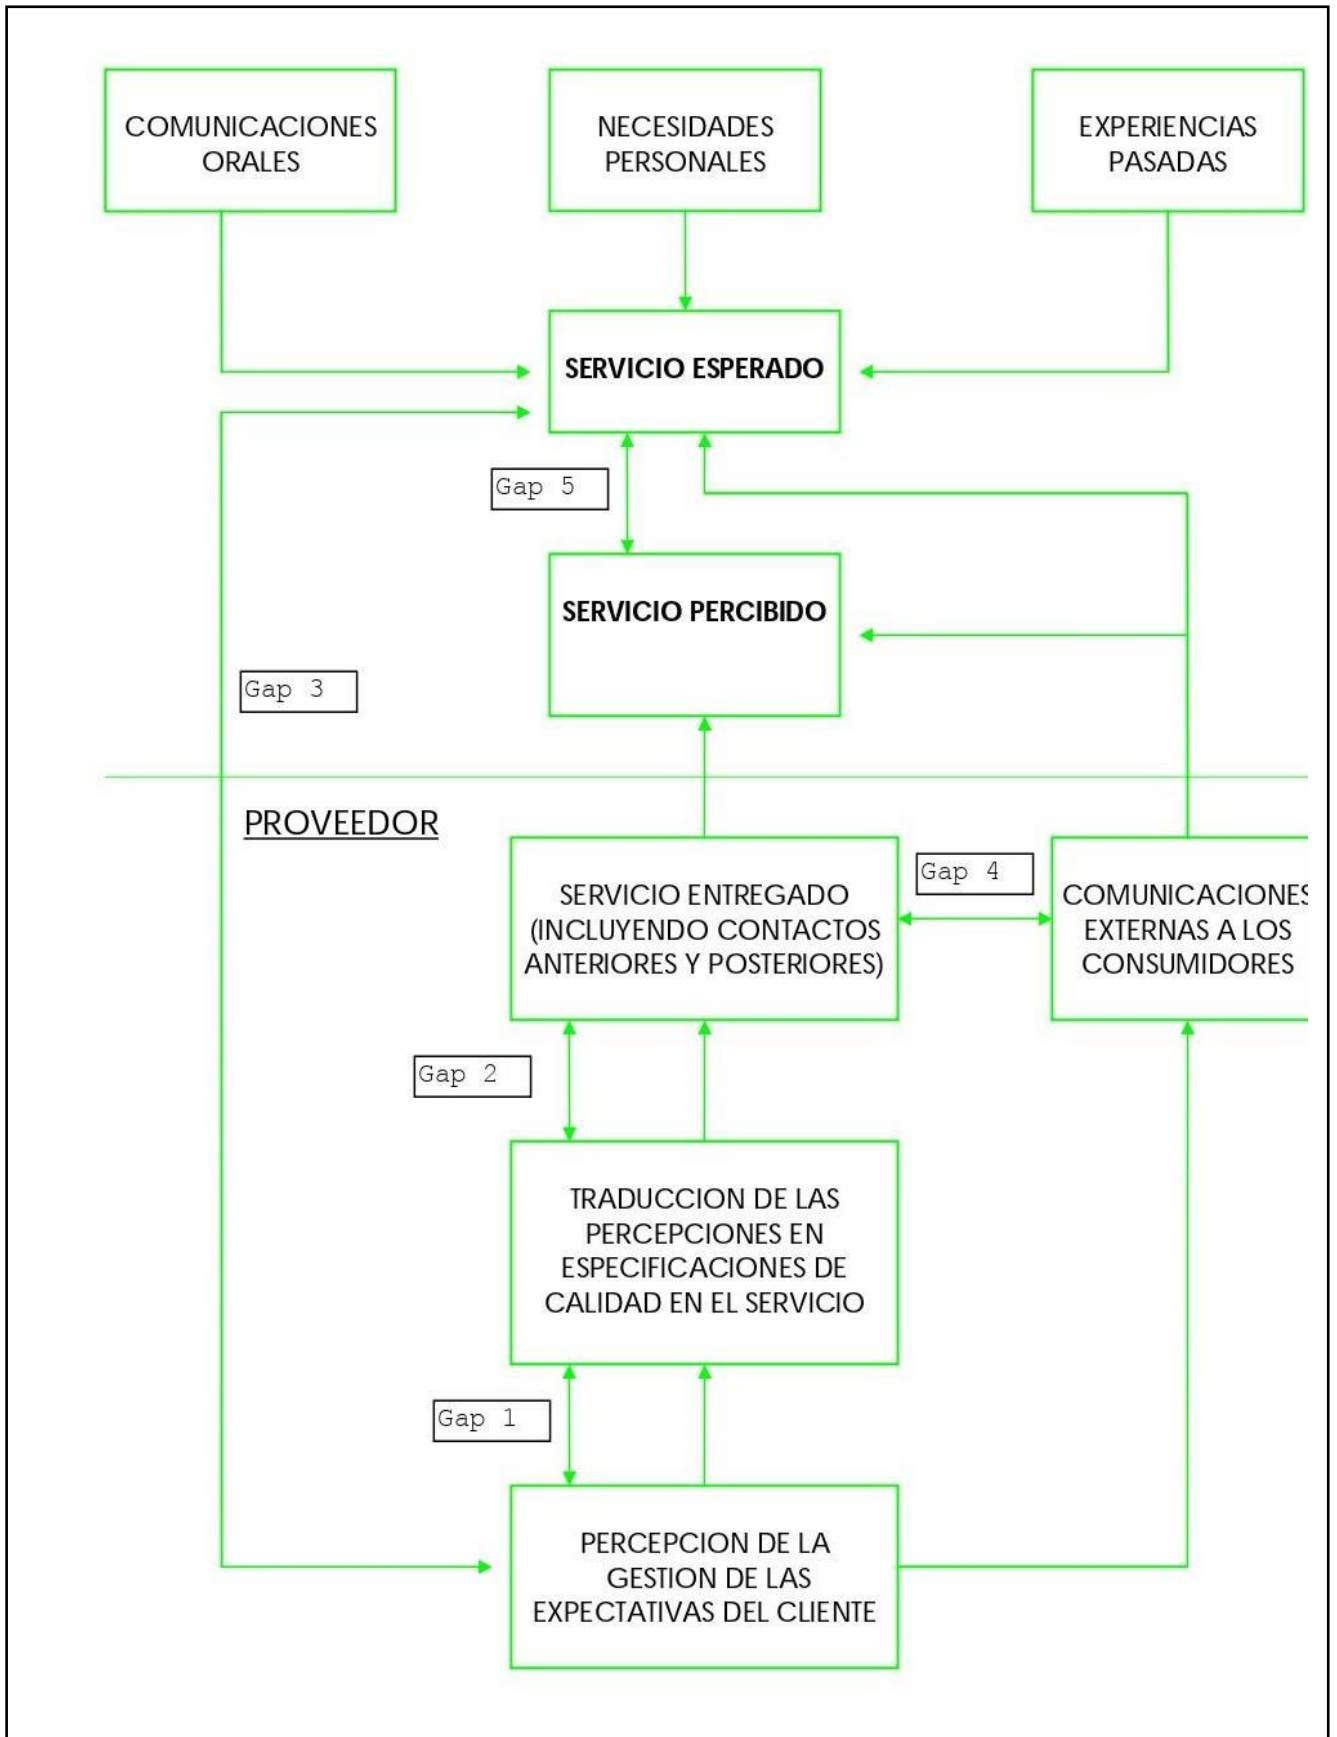 COMUNICACIONES
ORALES
NECESIDADES
PERSONALES
EXPERIENCIAS
PASADAS
SERVICIO ESPERADO
Gap 5
SERVICIO PERCIBIDO
Gap 3
PROVEEDOR
SERVICIO ENTREGADO
(INCLUYENDO CONTACTOS
ANTERIORES Y POSTERIORES)
Gap 4
COMUNICACIONES
EXTERNAS A LOS
CONSUMIDORES
Gap 2
TRADUCCION DE LAS
PERCEPCIONES EN
ESPECIFICACIONES DE
CALIDAD EN EL SERVICIO
Gap 1
PERCEPCION DE LA
GESTION DE LAS
EXPECTATIVAS DEL CLIENTE